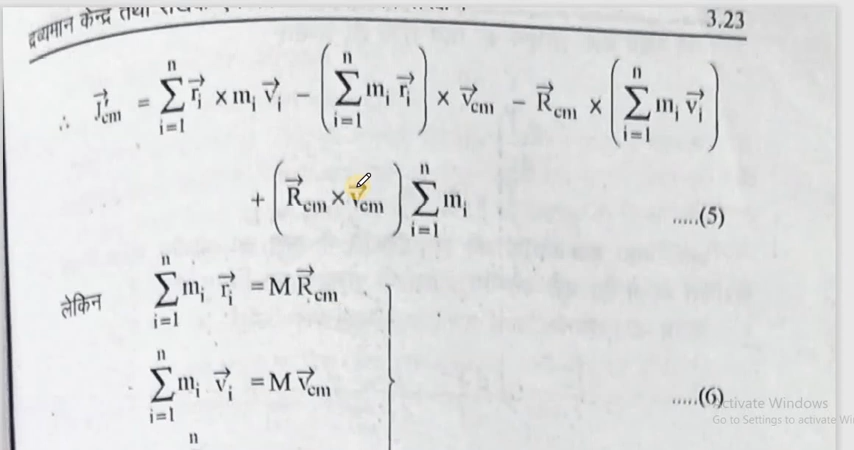 द्रव्यमान केन्द्र तथा 3.23
∴ J⃗'cm = Σ(i=1 to n) r⃗i × mi v⃗i − (Σ(i=1 to n) mi r⃗i) × v⃗cm − R⃗cm × (Σ(i=1 to n) mi v⃗i)
+ (R⃗cm × v⃗cm) Σ(i=1 to n) mi .....(5)
लेकिन Σ(i=1 to n) mi r⃗i = M R⃗cm
Σ(i=1 to n) mi v⃗i = M v⃗cm .....(6)
n
Activate Windows
Go to Settings to activate Wi